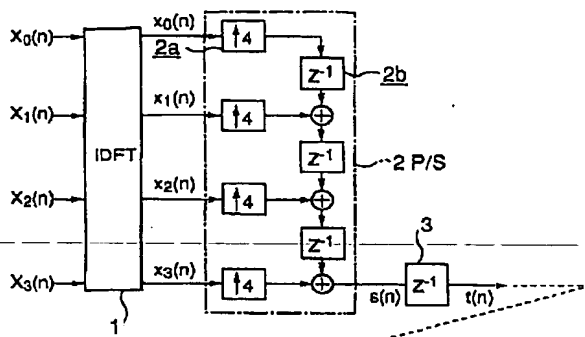 X₀(n) x₀(n) ↑4
2a
Z⁻¹ 2b
X₁(n) x₁(n) ↑4
IDFT
Z⁻¹ 2 P/S
X₂(n) x₂(n) ↑4
Z⁻¹ 3
X₃(n) x₃(n) ↑4 s(n) Z⁻¹ t(n)
1